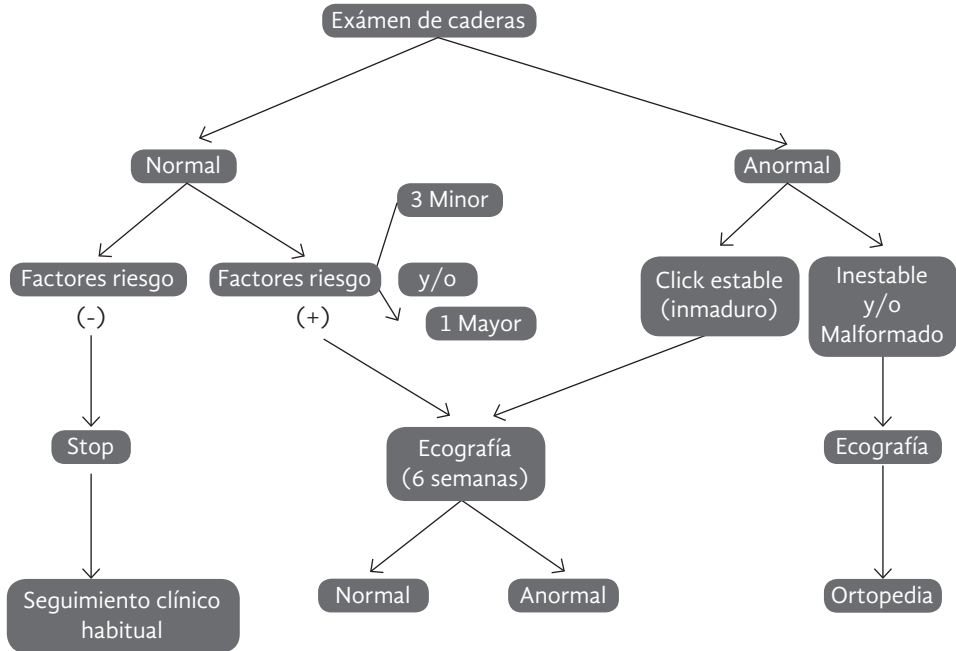 Exámen de caderas
Normal
Anormal
3 Minor
Factores riesgo
(-)
Factores riesgo
(+)
y/o
1 Mayor
Click estable
(inmaduro)
Inestable
y/o
Malformado
Stop
Ecografía
(6 semanas)
Ecografía
Seguimiento clínico
habitual
Normal
Anormal
Ortopedia